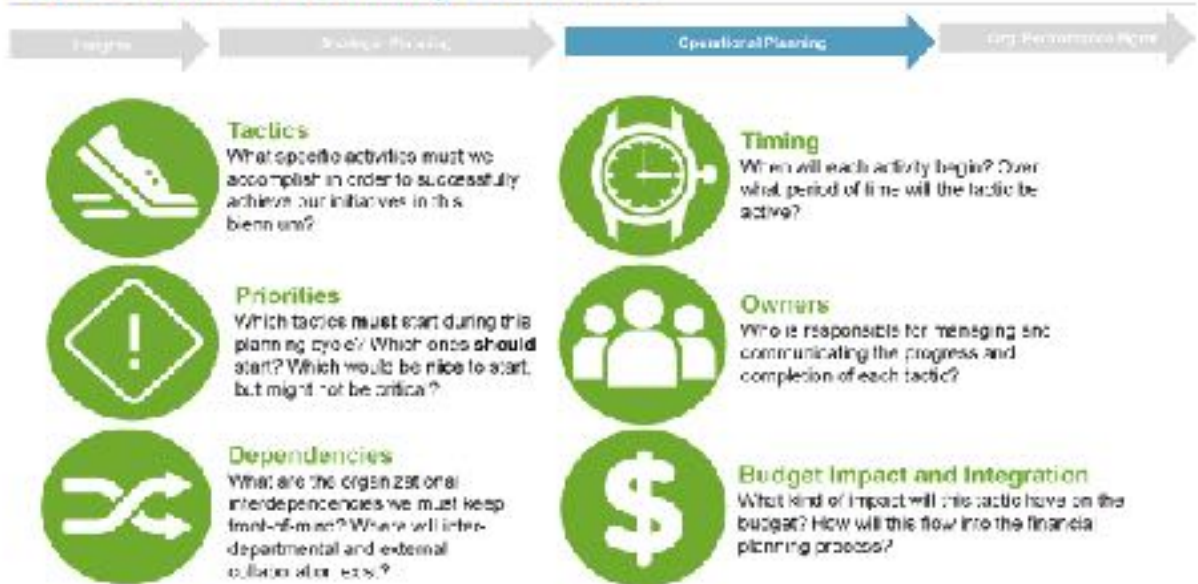 Insights
Strategic Planning
Operational Planning
Org. Performance Mgmt
Tactics
What specific activities must we
accomplish in order to successfully
achieve our initiatives in this
biennium?
Priorities
Which tactics must start during this
planning cycle? Which ones should
start? Which would be nice to start,
but might not be critical?
Dependencies
What are the organizational
interdependencies we must keep
front-of-mind? Where will inter-
departmental and external
collaboration exist?
Timing
When will each activity begin? Over
what period of time will the tactic be
active?
Owners
Who is responsible for managing and
communicating the progress and
completion of each tactic?
Budget Impact and Integration
What kind of impact will this tactic have on the
budget? How will this flow into the financial
planning process?